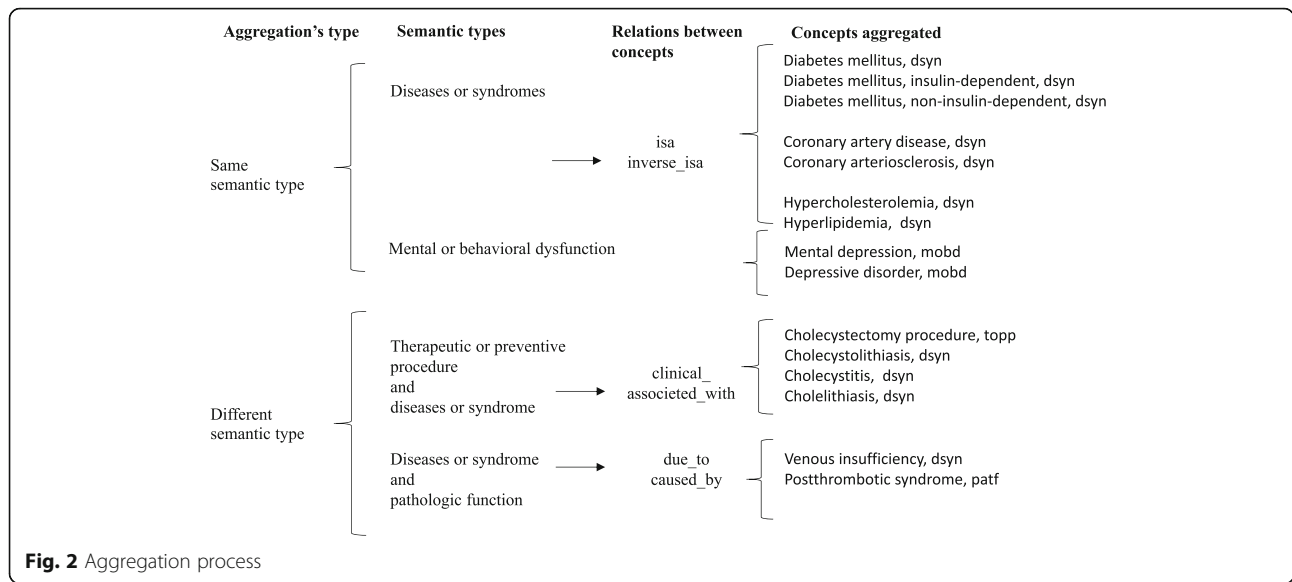 Aggregation's type Semantic types Relations between concepts Concepts aggregated
Same semantic type
Diseases or syndromes
isa
inverse_isa
Diabetes mellitus, dsyn
Diabetes mellitus, insulin-dependent, dsyn
Diabetes mellitus, non-insulin-dependent, dsyn
Coronary artery disease, dsyn
Coronary arteriosclerosis, dsyn
Hypercholesterolemia, dsyn
Hyperlipidemia, dsyn
Mental or behavioral dysfunction
Mental depression, mobd
Depressive disorder, mobd
Different
semantic type
Therapeutic or preventive
procedure
and
diseases or syndrome
clinical_
associeted_with
Cholecystectomy procedure, topp
Cholecystolithiasis, dsyn
Cholecystitis, dsyn
Cholelithiasis, dsyn
Diseases or syndrome
and
pathologic function
due_to
caused_by
Venous insufficiency, dsyn
Postthrombotic syndrome, patf
Fig. 2 Aggregation process